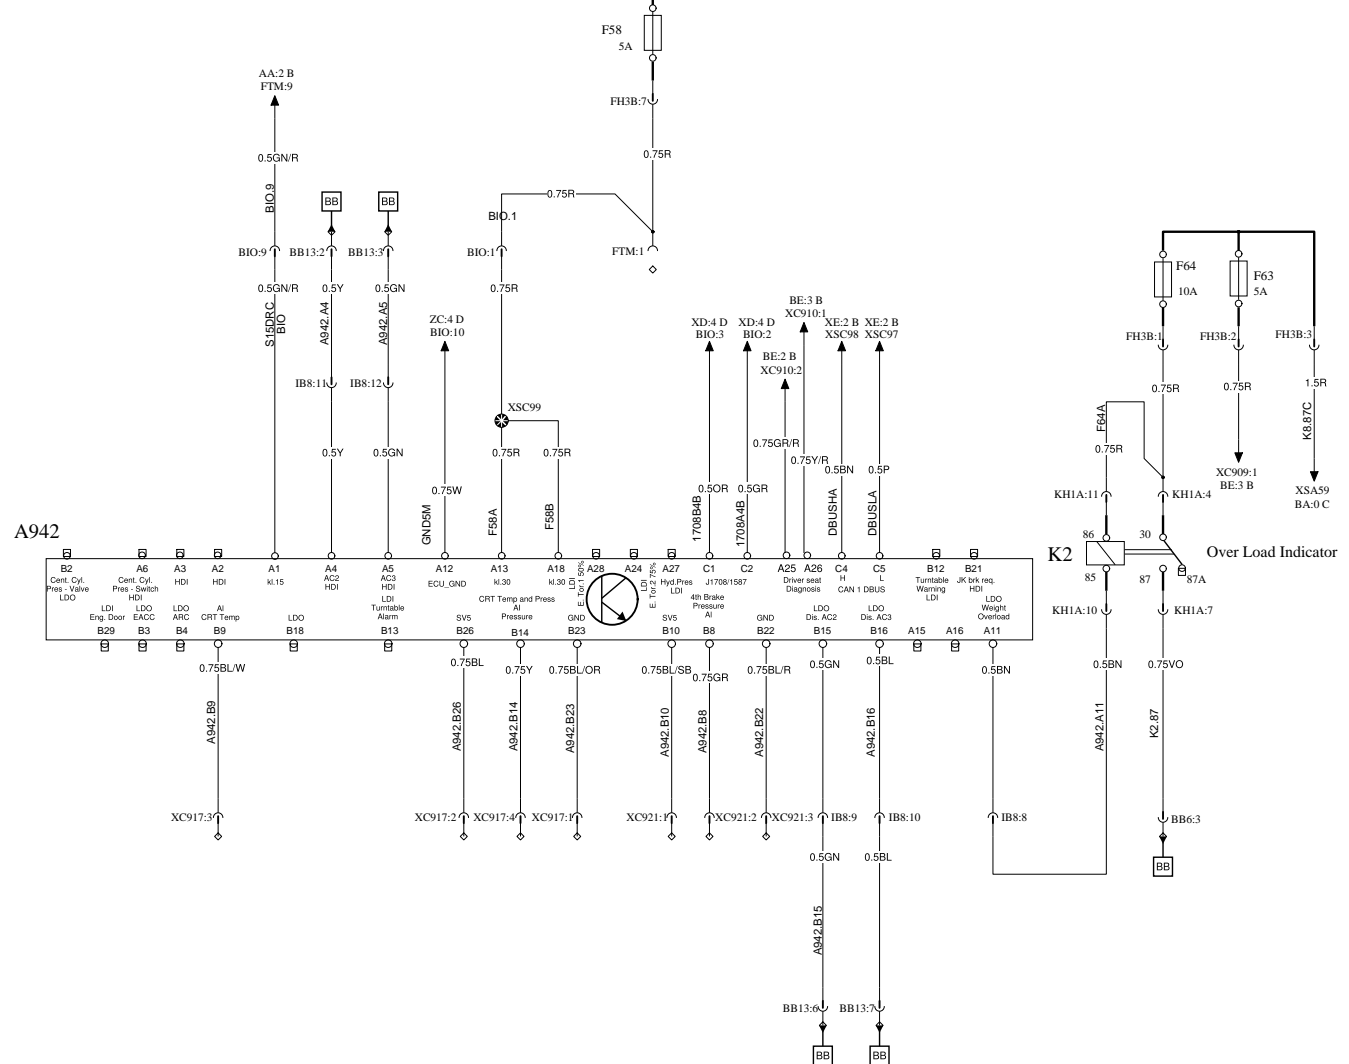 F58
5A
AA:2 B
FTM:9
FH3B:7
0.5GN/R
0.75R
BIO.9
BB
BB
0.75R
BIO.1
BIO:9
BB13:2
BB13:3
BIO:1
FTM:1
F64
10A
F63
5A
0.5GN/R
0.5Y
0.5GN
0.75R
S15DR.C
BIO
A942.A4
A942.A5
ZC:4 D
BIO:10
XD:4 D
BIO:3
XD:4 D
BIO:2
BE:3 B
XC910:1
XE:2 B
XSC98
XE:2 B
XSC97
BE:2 B
XC910:2
FH3B:1
FH3B:2
FH3B:3
IB8:11
IB8:12
0.75R
0.75R
1.5R
XSC99
F64A
K8.87C
0.5Y
0.5GN
0.75R
0.75R
0.75GR/R
0.75Y/R
0.5BN
0.5P
0.75R
0.75W
0.5OR
0.5GR
XC909:1
BE:3 B
XSA59
BA:0 C
KH1A:11
KH1A:4
GND5M
F58A
F58B
1708B4B
1708A4B
DBUSHA
DBUSLA
A942
86
30
K2
Over Load Indicator
85
87
87A
B2
Cent. Cyl.
Pres - Valve
LDO
A6
Cent. Cyl.
Pres - Switch
HDI
A3
HDI
A2
HDI
A1
kl.15
A4
AC2
HDI
A5
AC3
HDI
A12
ECU_GND
A13
kl.30
A18
kl.30
A28
LDI
E. Tor.1 50%
A24
LDI
E. Tor.2 75%
A27
Hyd.Pres
LDI
C1
C2
J1708/1587
A25
A26
Driver seat
Diagnosis
C4
H
C5
L
CAN 1 DBUS
B12
Turntable
Warning
LDI
B21
JK brk req.
HDI
LDI
Eng. Door
B29
LDO
EACC
B3
LDO
ARC
B4
AI
CRT Temp
B9
LDO
B18
LDI
Turntable
Alarm
B13
SV5
B26
CRT Temp and Press
AI
Pressure
B14
GND
B23
SV5
B10
4th Brake
Pressure
AI
B8
GND
B22
LDO
Dis. AC2
B15
LDO
Dis. AC3
B16
A15
A16
LDO
Weight
Overload
A11
KH1A:10
KH1A:7
0.75BL/W
0.75BL
0.75Y
0.75BL/OR
0.75BL/SB
0.75GR
0.75BL/R
0.5GN
0.5BL
0.5BN
0.5BN
0.75VO
A942.B9
A942.B26
A942.B14
A942.B23
A942.B10
A942.B8
A942.B22
A942.B16
A942.A11
K2.87
XC917:3
XC917:2
XC917:4
XC917:1
XC921:1
XC921:2
XC921:3
IB8:9
IB8:10
IB8:8
BB6:3
0.5GN
0.5BL
BB
A942.B15
BB13:6
BB13:7
BB
BB